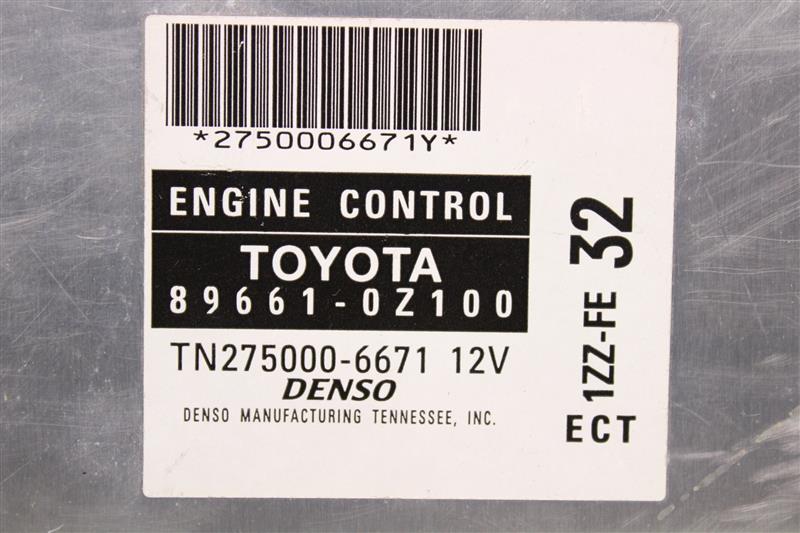 *2750006671Y*
ENGINE CONTROL
TOYOTA
89661-0Z100
TN275000-6671 12V
DENSO
DENSO MANUFACTURING TENNESSEE, INC.
1ZZ-FE 32
ECT